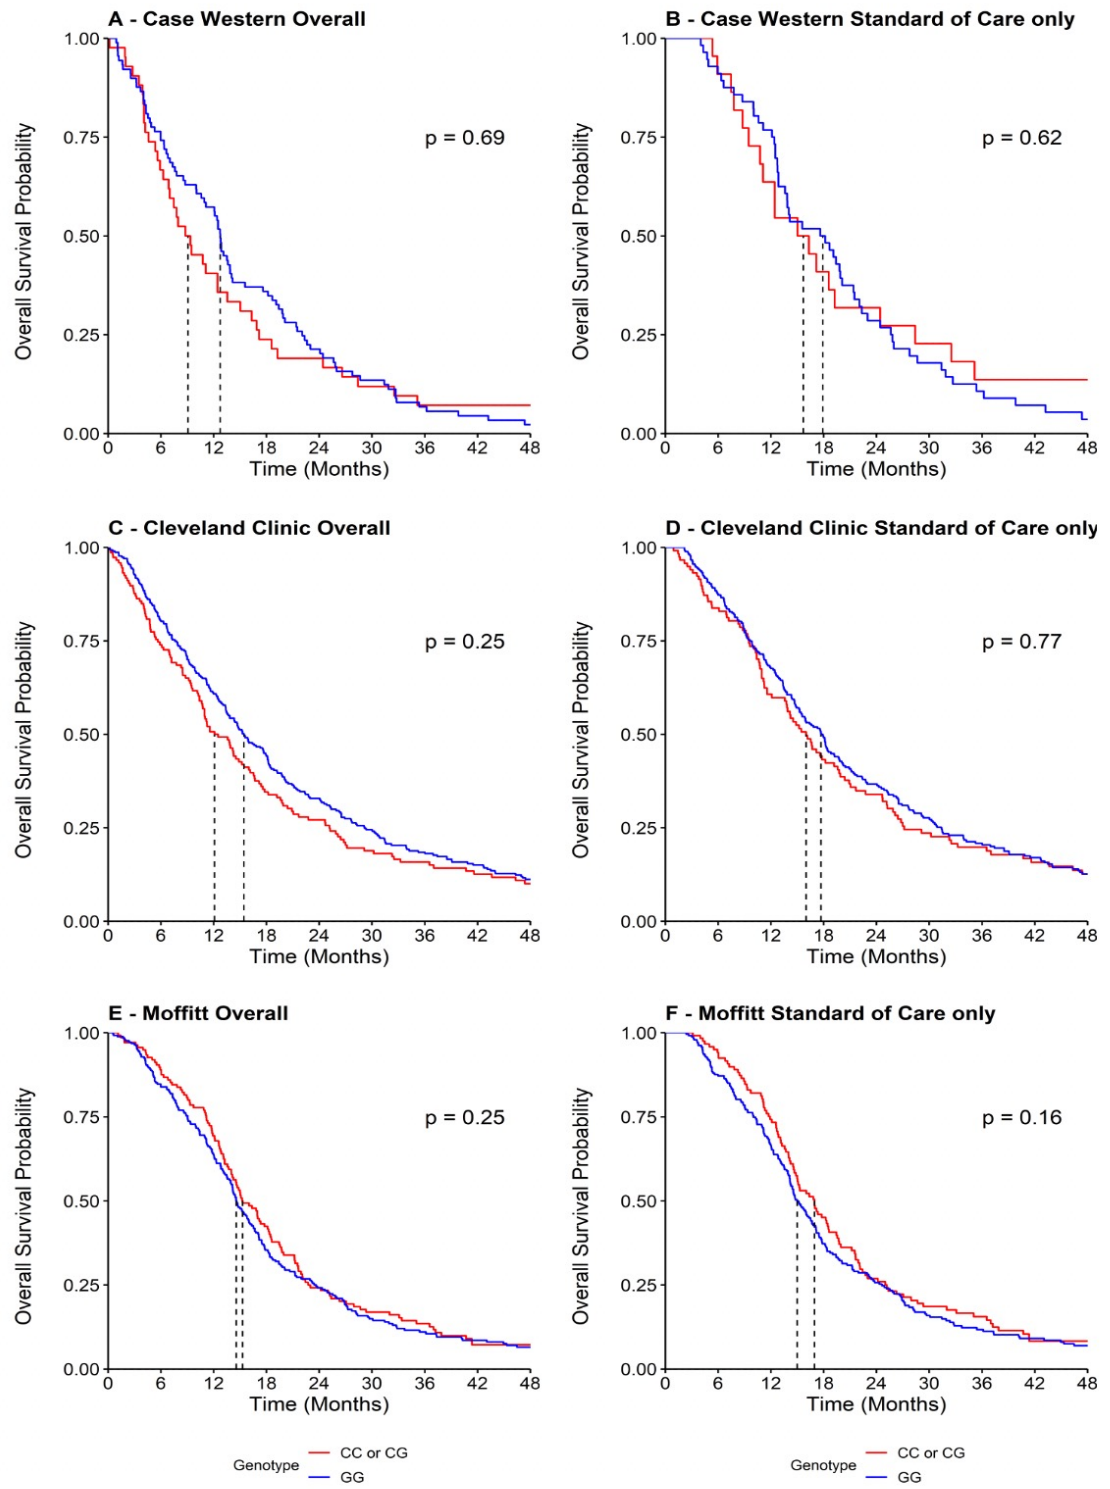 A - Case Western Overall
1.00
0.75
0.50
0.25
0.00
Overall Survival Probability
p = 0.69
0 6 12 18 24 30 36 42 48
Time (Months)
B - Case Western Standard of Care only
1.00
0.75
0.50
0.25
0.00
Overall Survival Probability
p = 0.62
0 6 12 18 24 30 36 42 48
Time (Months)
C - Cleveland Clinic Overall
1.00
0.75
0.50
0.25
0.00
Overall Survival Probability
p = 0.25
0 6 12 18 24 30 36 42 48
Time (Months)
D - Cleveland Clinic Standard of Care only
1.00
0.75
0.50
0.25
0.00
Overall Survival Probability
p = 0.77
0 6 12 18 24 30 36 42 48
Time (Months)
E - Moffitt Overall
1.00
0.75
0.50
0.25
0.00
Overall Survival Probability
p = 0.25
0 6 12 18 24 30 36 42 48
Time (Months)
F - Moffitt Standard of Care only
1.00
0.75
0.50
0.25
0.00
Overall Survival Probability
p = 0.16
0 6 12 18 24 30 36 42 48
Time (Months)
Genotype
CC or CG
GG
Genotype
CC or CG
GG